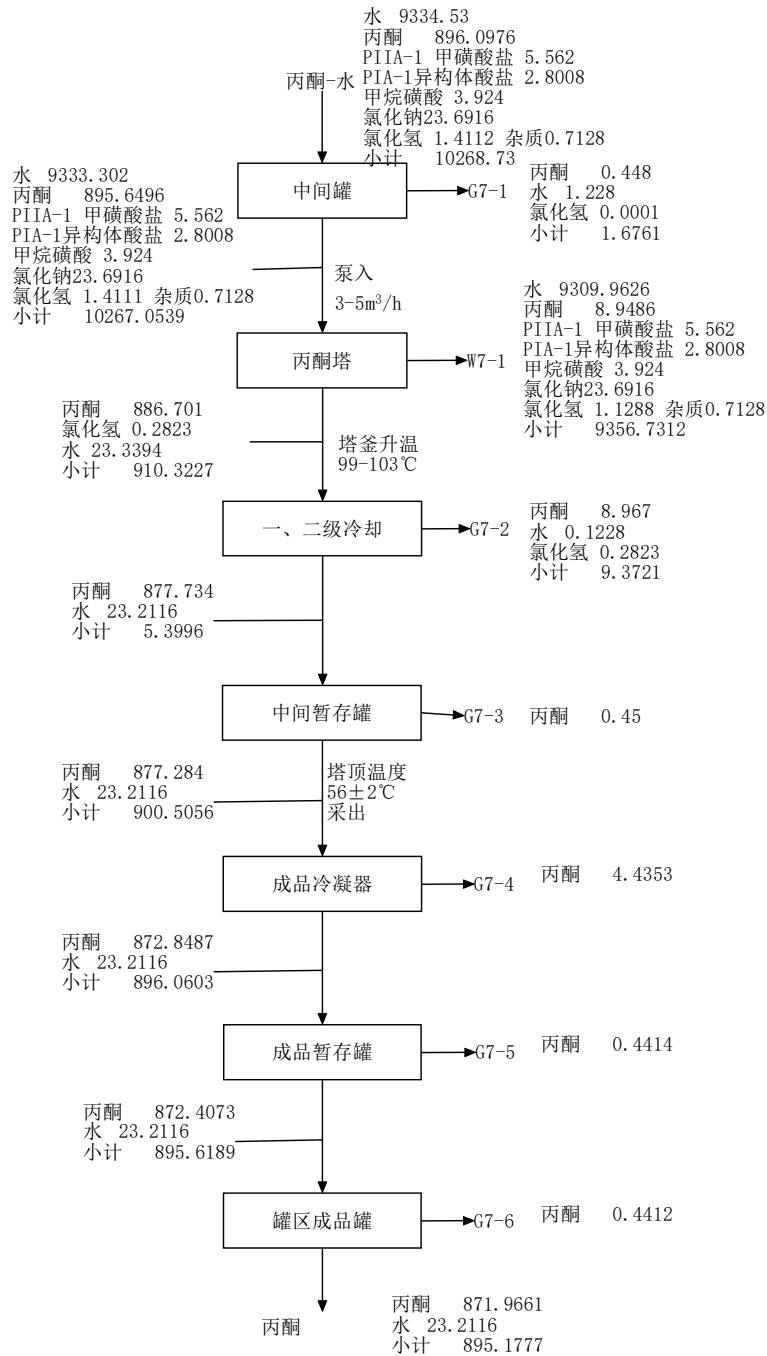 水 9334.53
丙酮 896.0976
PIIA-1 甲磺酸盐 5.562
丙酮-水
PIA-1异构体酸盐 2.8008
甲烷磺酸 3.924
氯化钠23.6916
氯化氢 1.4112 杂质0.7128
小计 10268.73
中间罐
G7-1
丙酮 0.448
水 1.228
氯化氢 0.0001
小计 1.6761
水 9333.302
丙酮 895.6496
PIIA-1 甲磺酸盐 5.562
PIA-1异构体酸盐 2.8008
甲烷磺酸 3.924
氯化钠23.6916
氯化氢 1.4111 杂质0.7128
小计 10267.0539
泵入
3-5m³/h
丙酮塔
W7-1
水 9309.9626
丙酮 8.9486
PIIA-1 甲磺酸盐 5.562
PIA-1异构体酸盐 2.8008
甲烷磺酸 3.924
氯化钠23.6916
氯化氢 1.1288 杂质0.7128
小计 9356.7312
丙酮 886.701
氯化氢 0.2823
水 23.3394
小计 910.3227
塔釜升温
99-103℃
一、二级冷却
G7-2
丙酮 8.967
水 0.1228
氯化氢 0.2823
小计 9.3721
丙酮 877.734
水 23.2116
小计 5.3996
中间暂存罐
G7-3
丙酮 0.45
丙酮 877.284
水 23.2116
小计 900.5056
塔顶温度
56±2℃
采出
成品冷凝器
G7-4
丙酮 4.4353
丙酮 872.8487
水 23.2116
小计 896.0603
成品暂存罐
G7-5
丙酮 0.4414
丙酮 872.4073
水 23.2116
小计 895.6189
罐区成品罐
G7-6
丙酮 0.4412
丙酮
丙酮 871.9661
水 23.2116
小计 895.1777